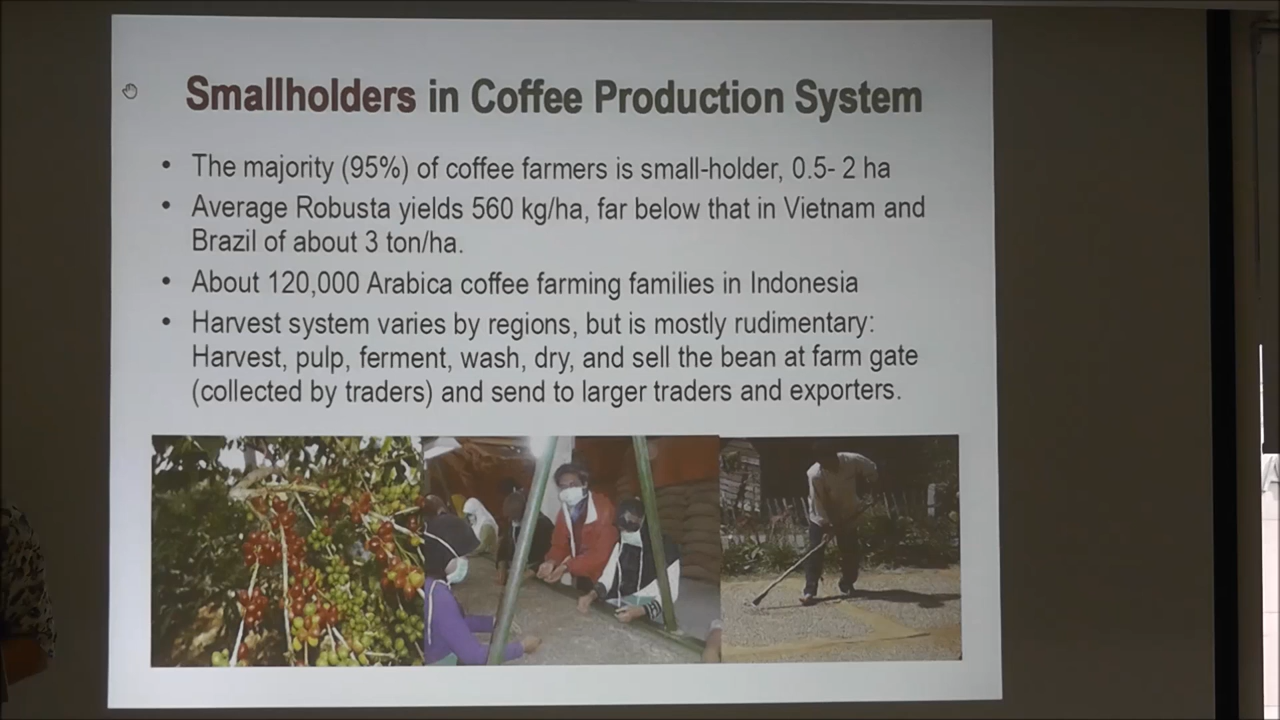 Smallholders in Coffee Production System
• The majority (95%) of coffee farmers is small-holder, 0.5- 2 ha
• Average Robusta yields 560 kg/ha, far below that in Vietnam and
Brazil of about 3 ton/ha.
• About 120,000 Arabica coffee farming families in Indonesia
• Harvest system varies by regions, but is mostly rudimentary:
Harvest, pulp, ferment, wash, dry, and sell the bean at farm gate
(collected by traders) and send to larger traders and exporters.